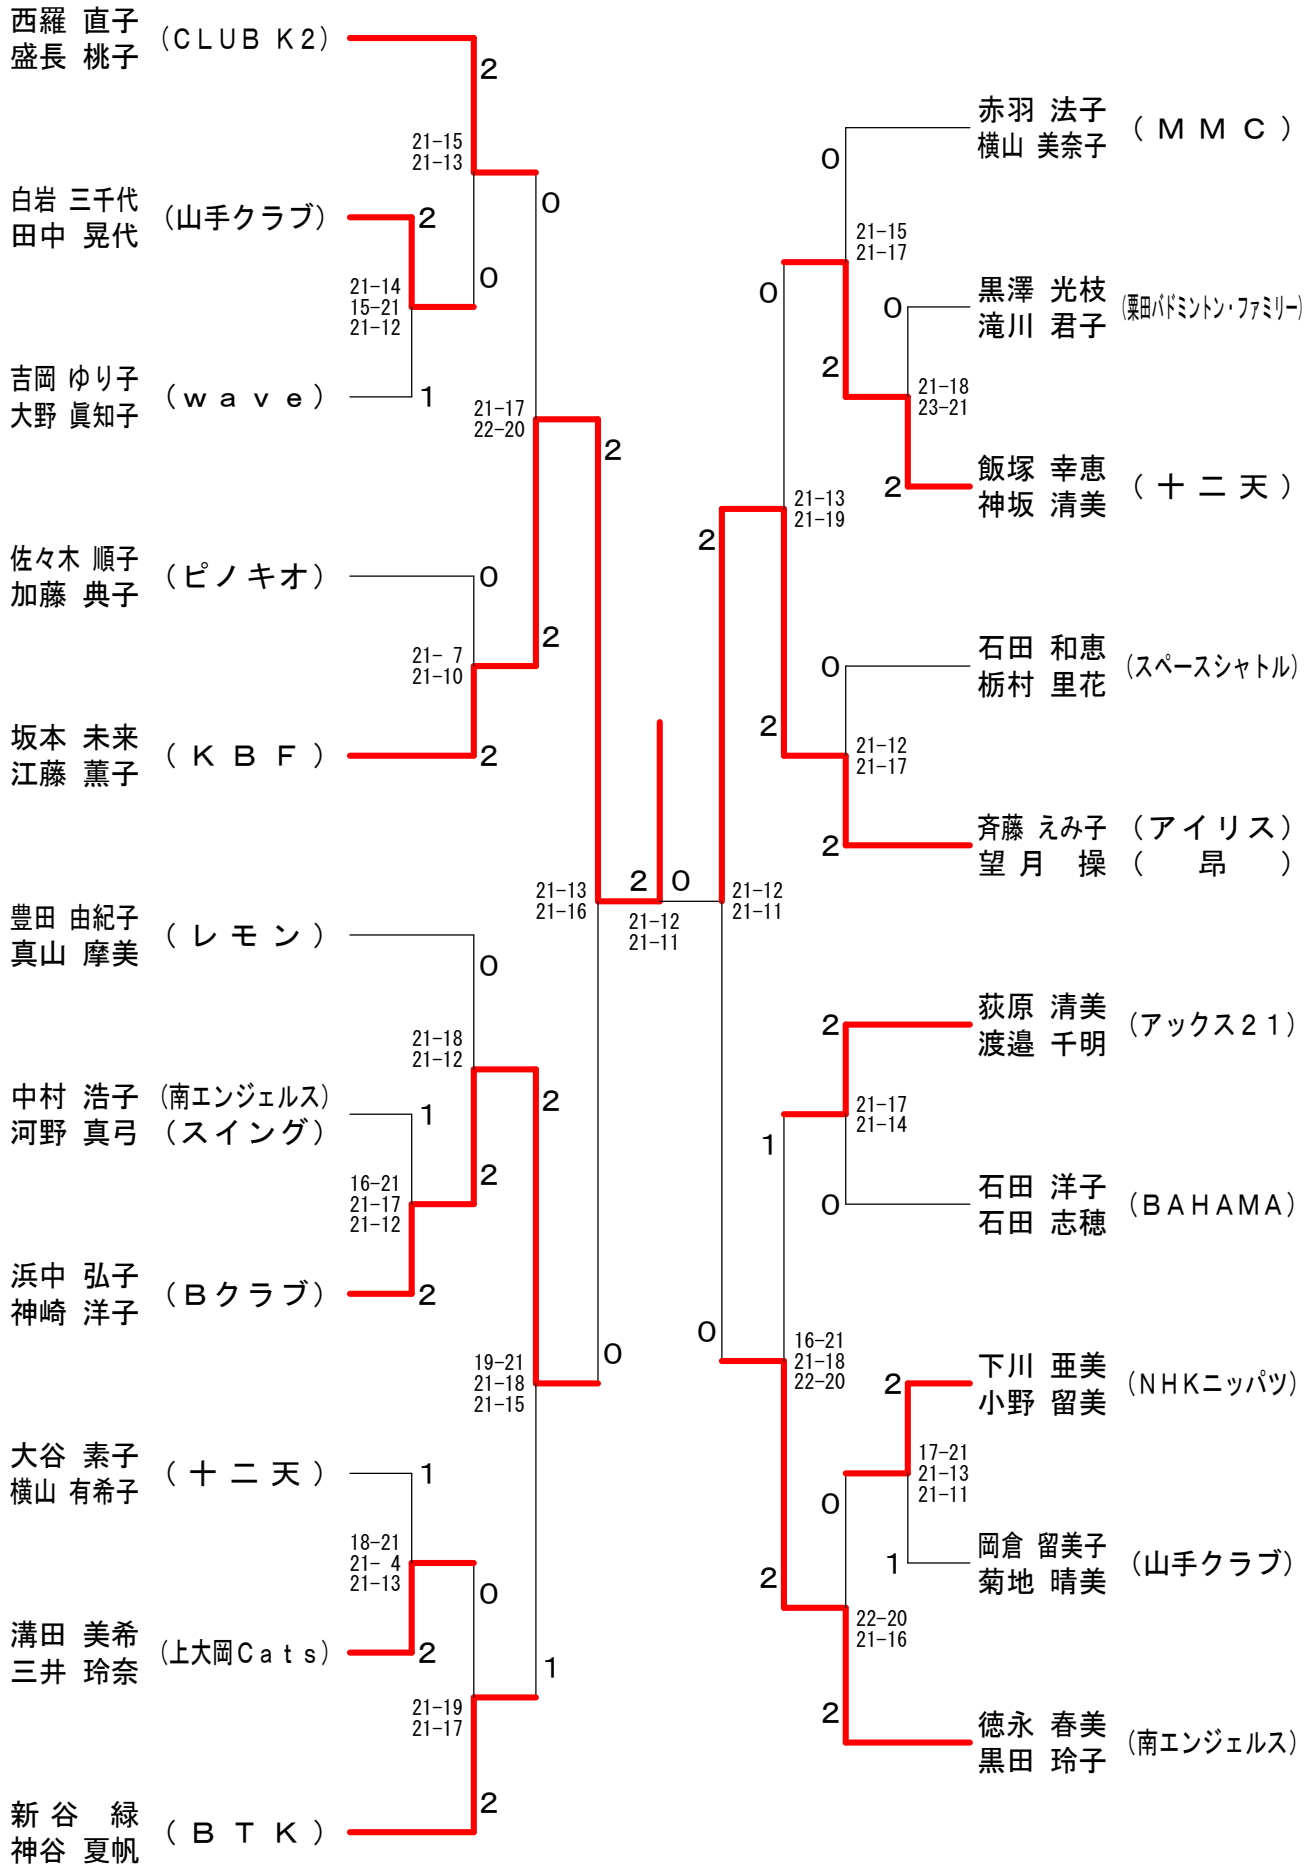 西羅 直子
盛長 桃子
(CLUB K2)
2
21-15
21-13
0
白岩 三千代
田中 晃代
(山手クラブ)
2
0
21-14
15-21
21-12
吉岡 ゆり子
大野 眞知子
(wave)
1
21-17
22-20
2
佐々木 順子
加藤 典子
(ピノキオ)
0
2
21- 7
21-10
坂本 未来
江藤 薫子
(KBF)
2
豊田 由紀子
真山 摩美
(レモン)
0
21-13
21-16
21-18
21-12
中村 浩子
河野 真弓
(南エンジェルス)
(スイング)
1
2
2
16-21
21-17
21-12
浜中 弘子
神崎 洋子
(Bクラブ)
2
19-21
21-18
21-15
0
大谷 素子
横山 有希子
(十二天)
1
18-21
21- 4
21-13
0
溝田 美希
三井 玲奈
(上大岡Cats)
2
1
21-19
21-17
新谷 緑
神谷 夏帆
(BTK)
2
2
0
21-12
21-11
赤羽 法子
横山 美奈子
(MMC)
0
21-15
21-17
0
黒澤 光枝
滝川 君子
(栗田バドミントン・ファミリー)
0
2
21-18
23-21
飯塚 幸恵
神坂 清美
(十二天)
2
21-13
21-19
2
石田 和恵
栃村 里花
(スペースシャトル)
0
2
21-12
21-17
斉藤 えみ子
望月 操
(アイリス)
(昂)
2
21-12
21-11
荻原 清美
渡邉 千明
(アックス21)
2
21-17
21-14
1
石田 洋子
石田 志穂
(BAHAMA)
0
0
16-21
21-18
22-20
下川 亜美
小野 留美
(NHKニッパツ)
2
17-21
21-13
21-11
0
岡倉 留美子
菊地 晴美
(山手クラブ)
1
2
22-20
21-16
徳永 春美
黒田 玲子
(南エンジェルス)
2